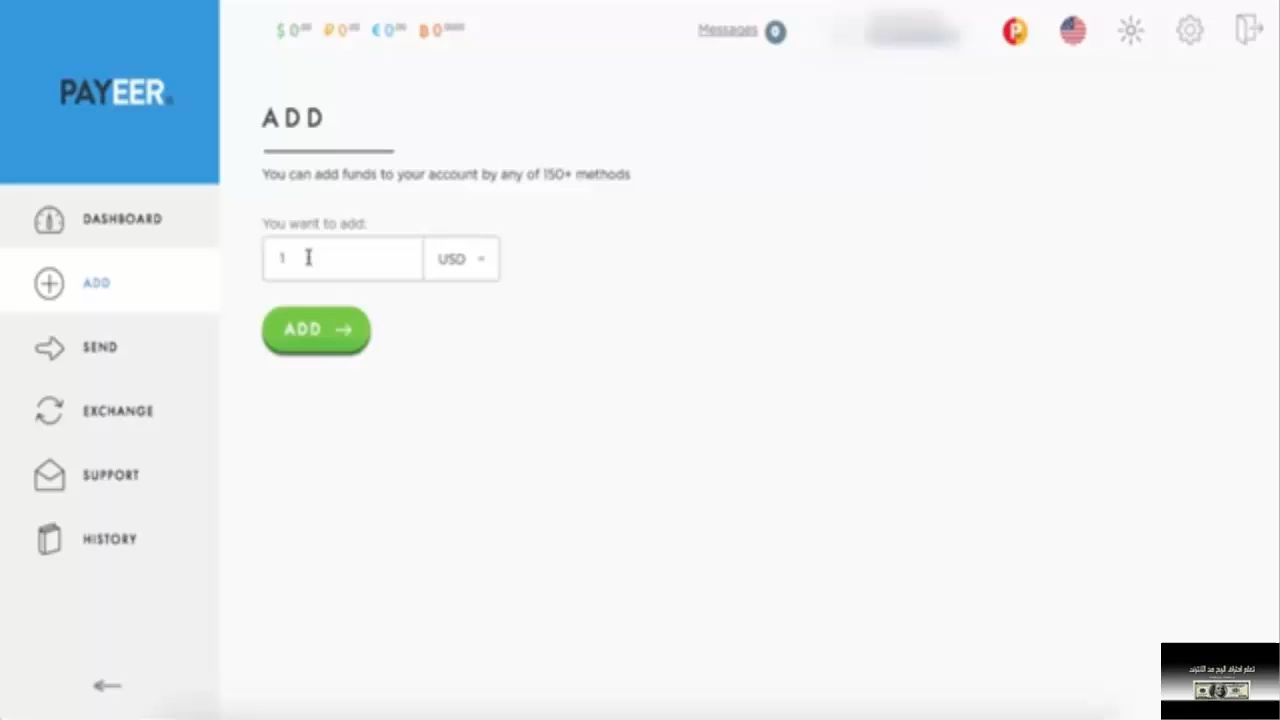 $ 0.00 ₽ 0.00 € 0.00 B 0.0000
Messages 0
PAYEER
ADD
You can add funds to your account by any of 150+ methods
You want to add:
1 USD
ADD
DASHBOARD
ADD
SEND
EXCHANGE
SUPPORT
HISTORY